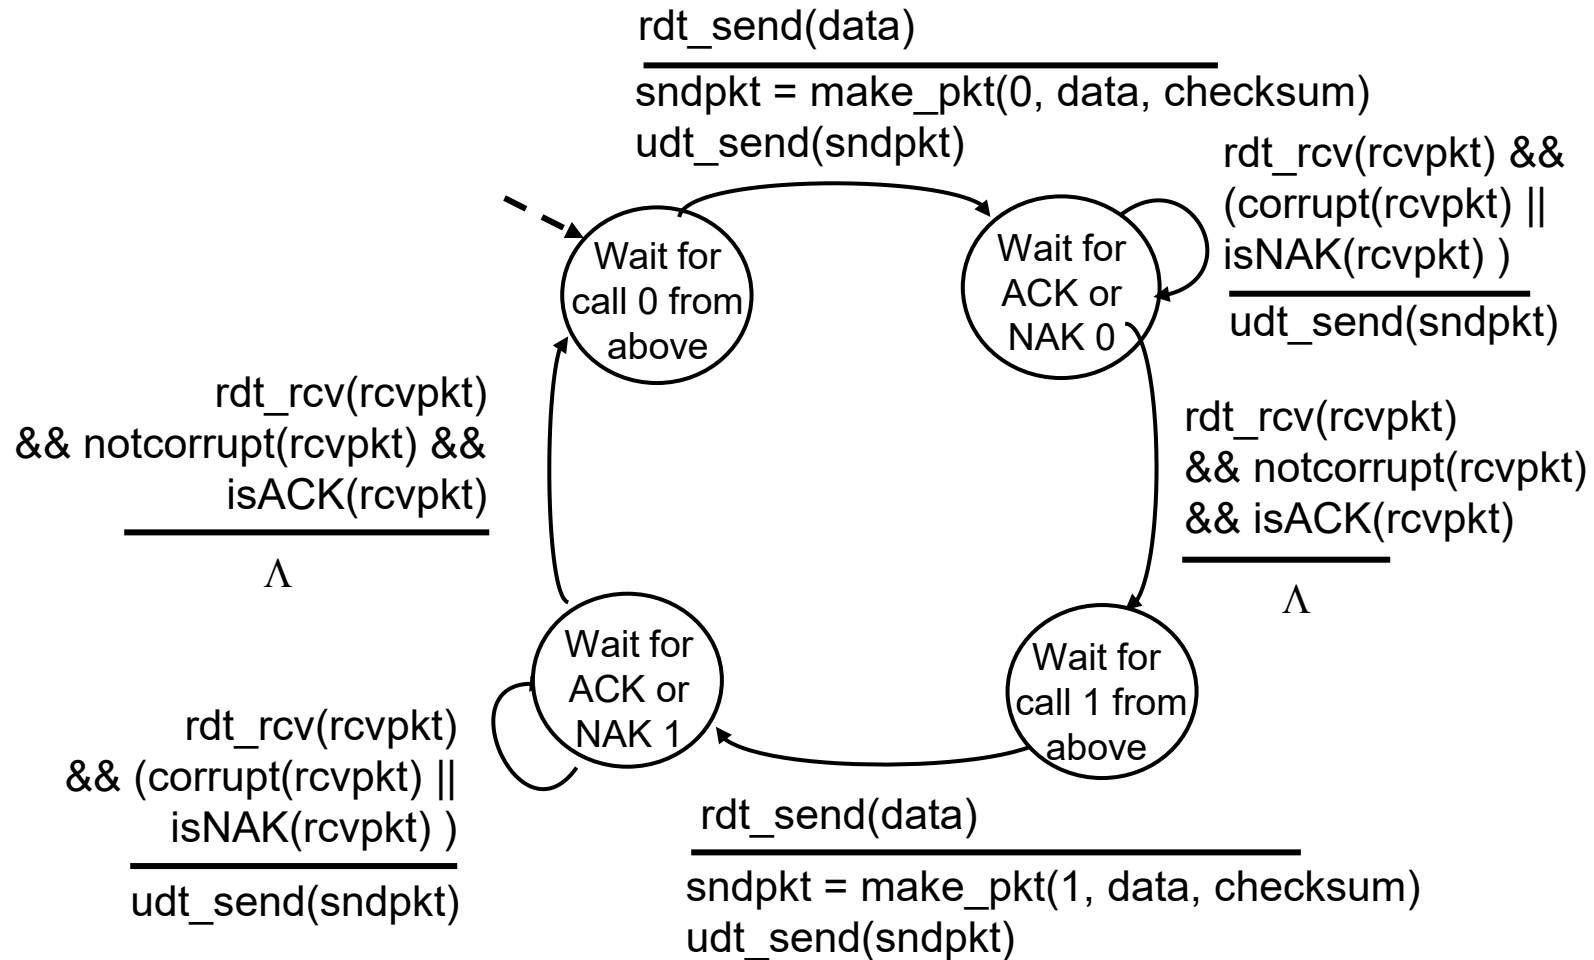 rdt_send(data)
sndpkt = make_pkt(0, data, checksum)
udt_send(sndpkt)
rdt_rcv(rcvpkt) &&
(corrupt(rcvpkt) ||
isNAK(rcvpkt) )
udt_send(sndpkt)
Wait for
call 0 from
above
Wait for
ACK or
NAK 0
rdt_rcv(rcvpkt)
&& notcorrupt(rcvpkt) &&
isACK(rcvpkt)
Λ
rdt_rcv(rcvpkt)
&& notcorrupt(rcvpkt)
&& isACK(rcvpkt)
Λ
Wait for
ACK or
NAK 1
Wait for
call 1 from
above
rdt_rcv(rcvpkt)
&& (corrupt(rcvpkt) ||
isNAK(rcvpkt) )
udt_send(sndpkt)
rdt_send(data)
sndpkt = make_pkt(1, data, checksum)
udt_send(sndpkt)